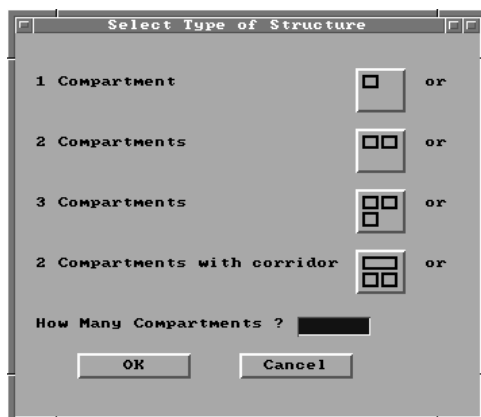 Select Type of Structure
1 Compartment or
2 Compartments or
3 Compartments or
2 Compartments with corridor or
How Many Compartments ?
OK Cancel